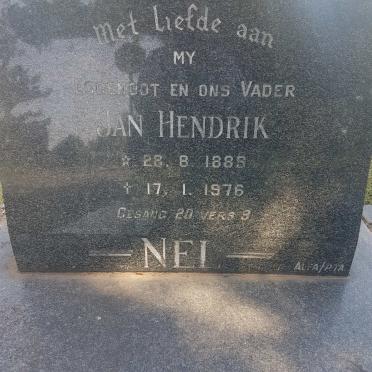 Met liefde aan
MY
EGGENOOT EN ONS VADER
JAN HENDRIK
☆ 28. 8. 1885
† 17. 1. 1976
GESANG 20 VERS 3
— NEL —
ALFA/PTA